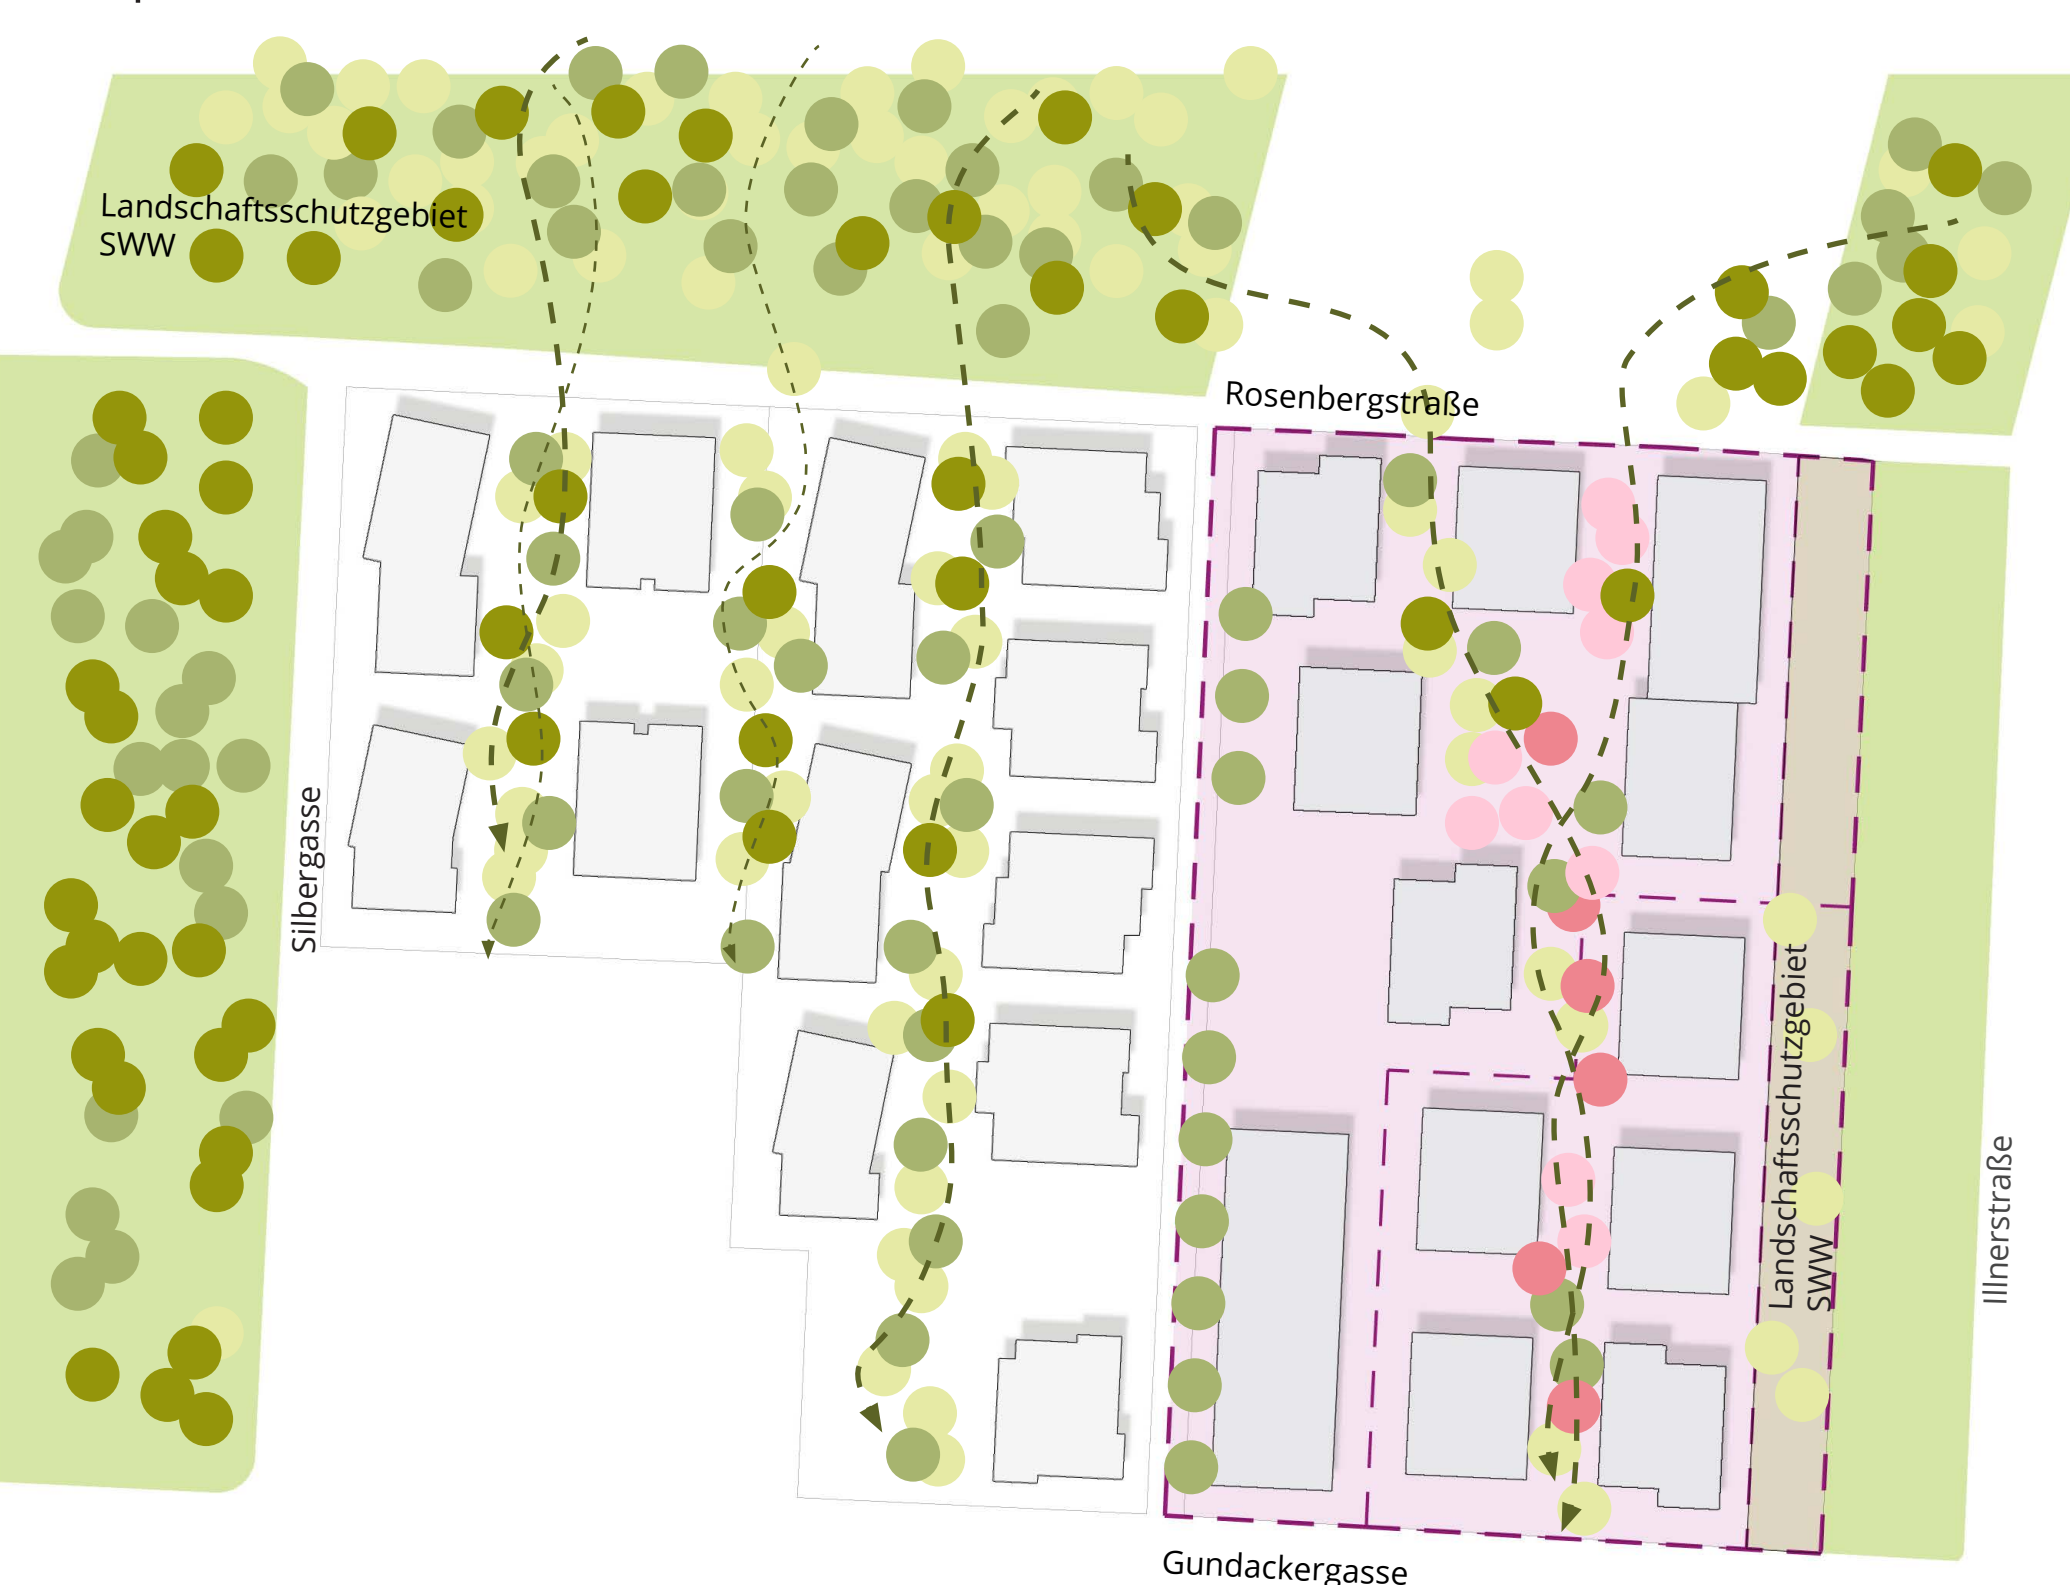 Landschaftsschutzgebiet
SWW
Rosenbergstraße
Silbergasse
Landschaftsschutzgebiet
SWW
Illnerstraße
Gundackergasse